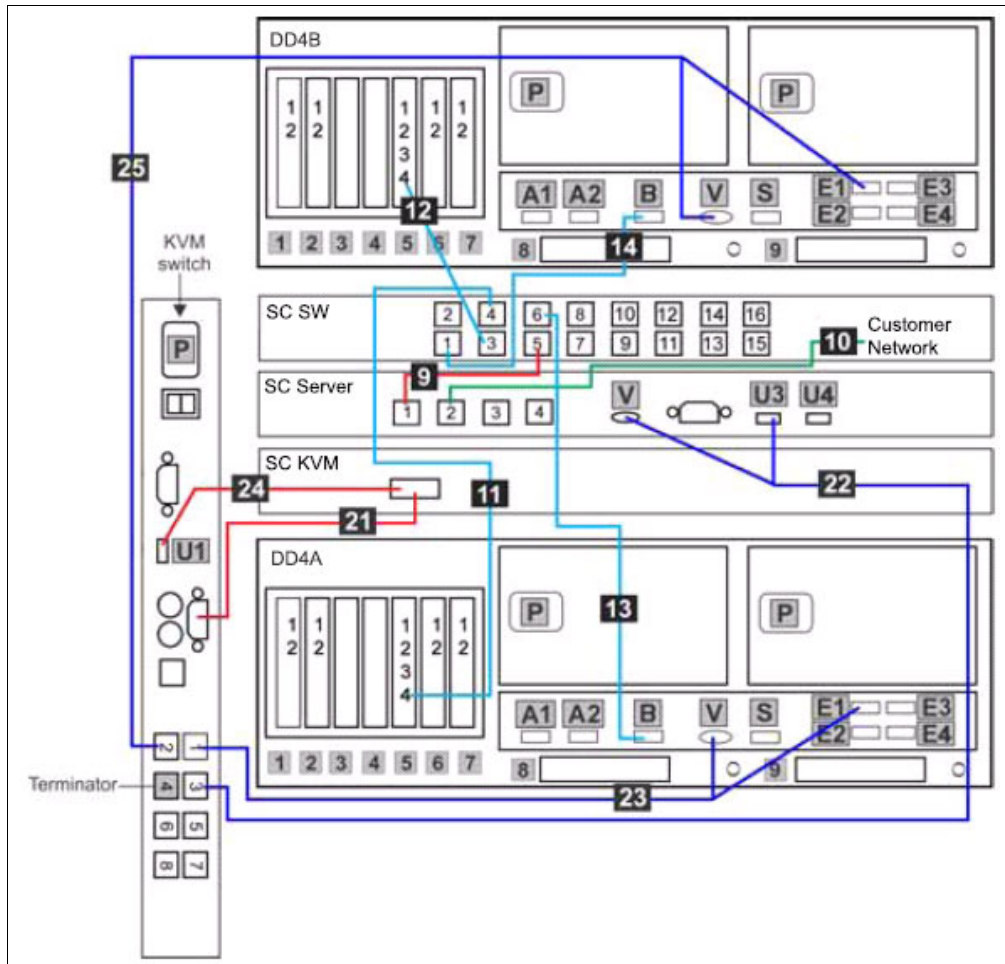 DD4B
P
P
1 1 1 1 1
2 2 2 2 2
3
4
25
12
A1 A2 B V S E1 E3
E2 E4
14
1 2 3 4 5 6 7
8
9
KVM
switch
P
SC SW
2 4 6 8 10 12 14 16
1 3 5 7 9 11 13 15
10
Customer
Network
9
SC Server
1 2 3 4
V
U3 U4
SC KVM
24
11
22
21
U1
DD4A
P
P
1 1 1 1 1
2 2 2 2 2
3
4
13
A1 A2 B V S E1 E3
E2 E4
1 2 3 4 5 6 7
8
9
2 1
Terminator
4 3
23
6 5
8 7